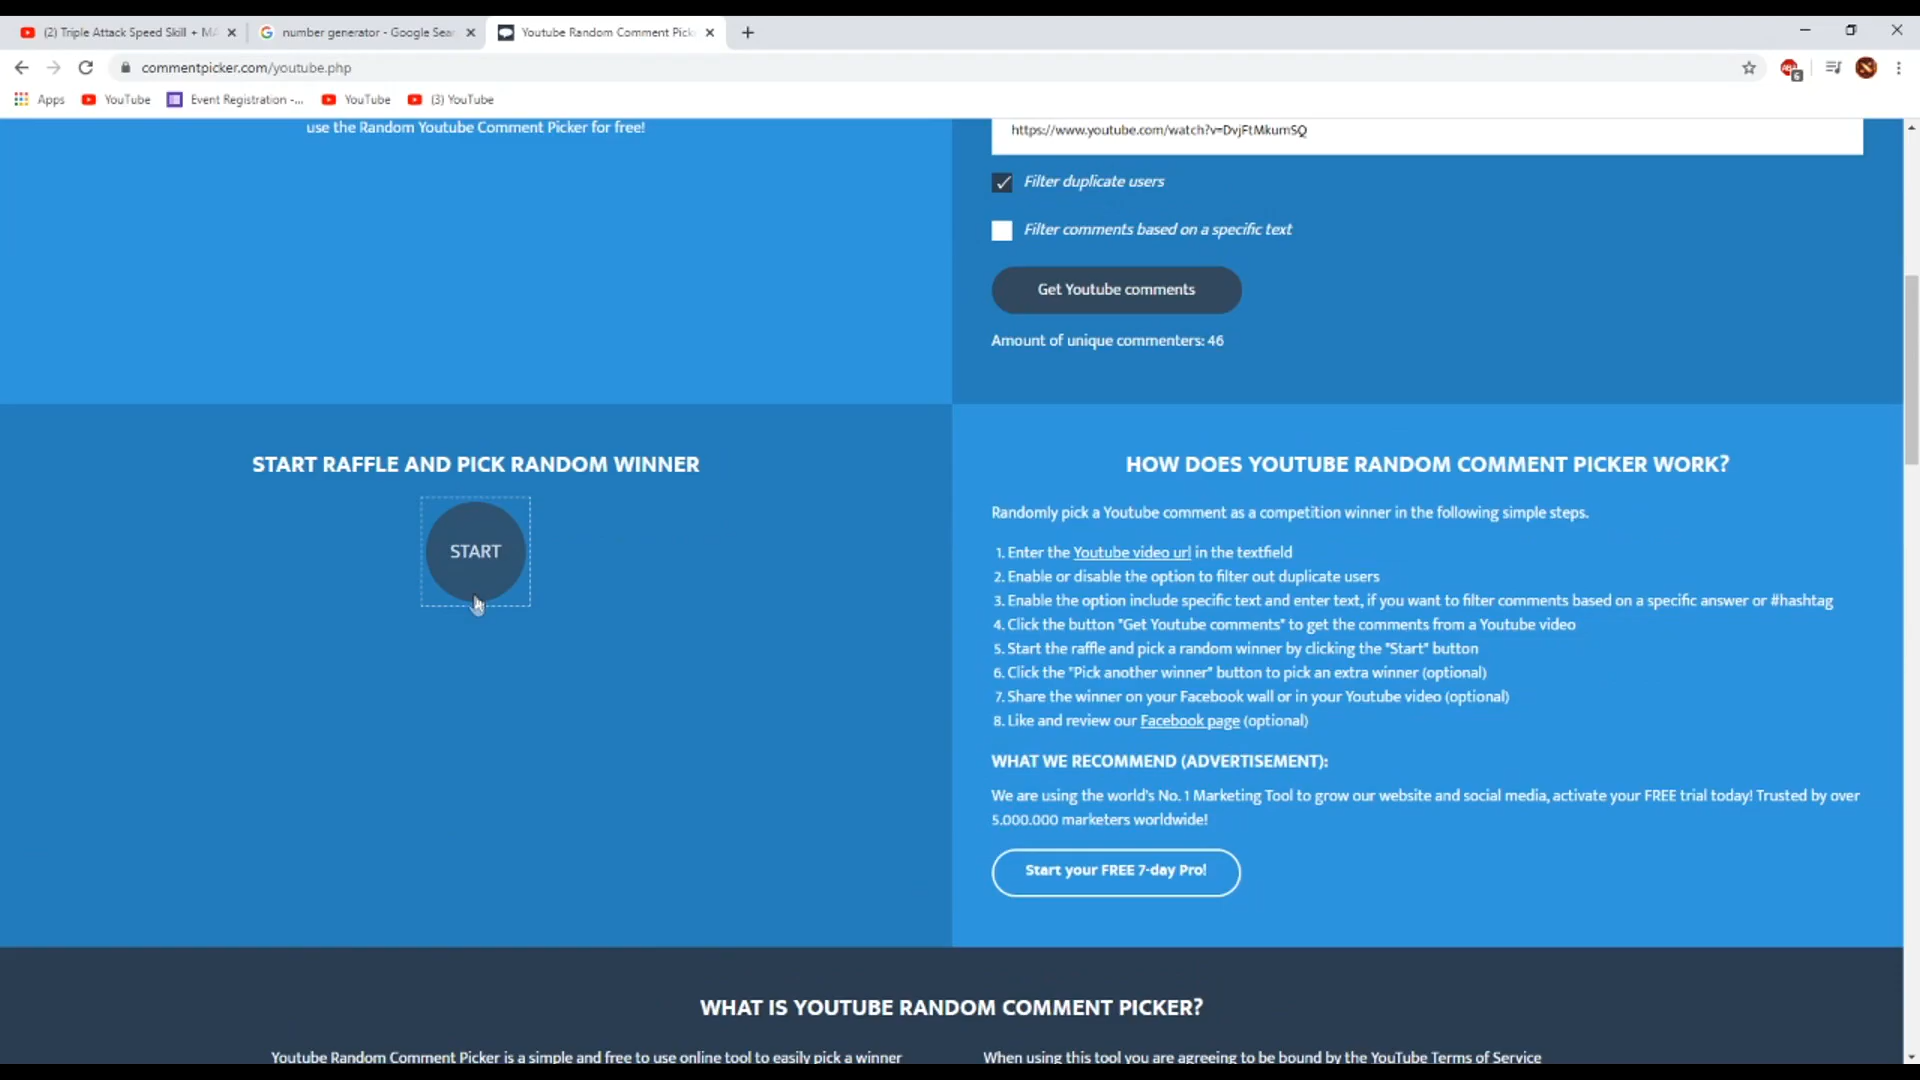 (2) Triple Attack Speed Skill + MA
number generator - Google Sear
Youtube Random Comment Pick
commentpicker.com/youtube.php
Apps
YouTube
Event Registration -...
YouTube
(3) YouTube
use the Random Youtube Comment Picker for free!
https://www.youtube.com/watch?v=DvjFtMkumSQ
Filter duplicate users
Filter comments based on a specific text
Get Youtube comments
Amount of unique commenters: 46
START RAFFLE AND PICK RANDOM WINNER
START
HOW DOES YOUTUBE RANDOM COMMENT PICKER WORK?
Randomly pick a Youtube comment as a competition winner in the following simple steps.
1. Enter the Youtube video url in the textfield
2. Enable or disable the option to filter out duplicate users
3. Enable the option include specific text and enter text, if you want to filter comments based on a specific answer or #hashtag
4. Click the button "Get Youtube comments" to get the comments from a Youtube video
5. Start the raffle and pick a random winner by clicking the "Start" button
6. Click the "Pick another winner" button to pick an extra winner (optional)
7. Share the winner on your Facebook wall or in your Youtube video (optional)
8. Like and review our Facebook page (optional)
WHAT WE RECOMMEND (ADVERTISEMENT):
We are using the world's No. 1 Marketing Tool to grow our website and social media, activate your FREE trial today! Trusted by over
5.000.000 marketers worldwide!
Start your FREE 7-day Pro!
WHAT IS YOUTUBE RANDOM COMMENT PICKER?
Youtube Random Comment Picker is a simple and free to use online tool to easily pick a winner
When using this tool you are agreeing to be bound by the YouTube Terms of Service